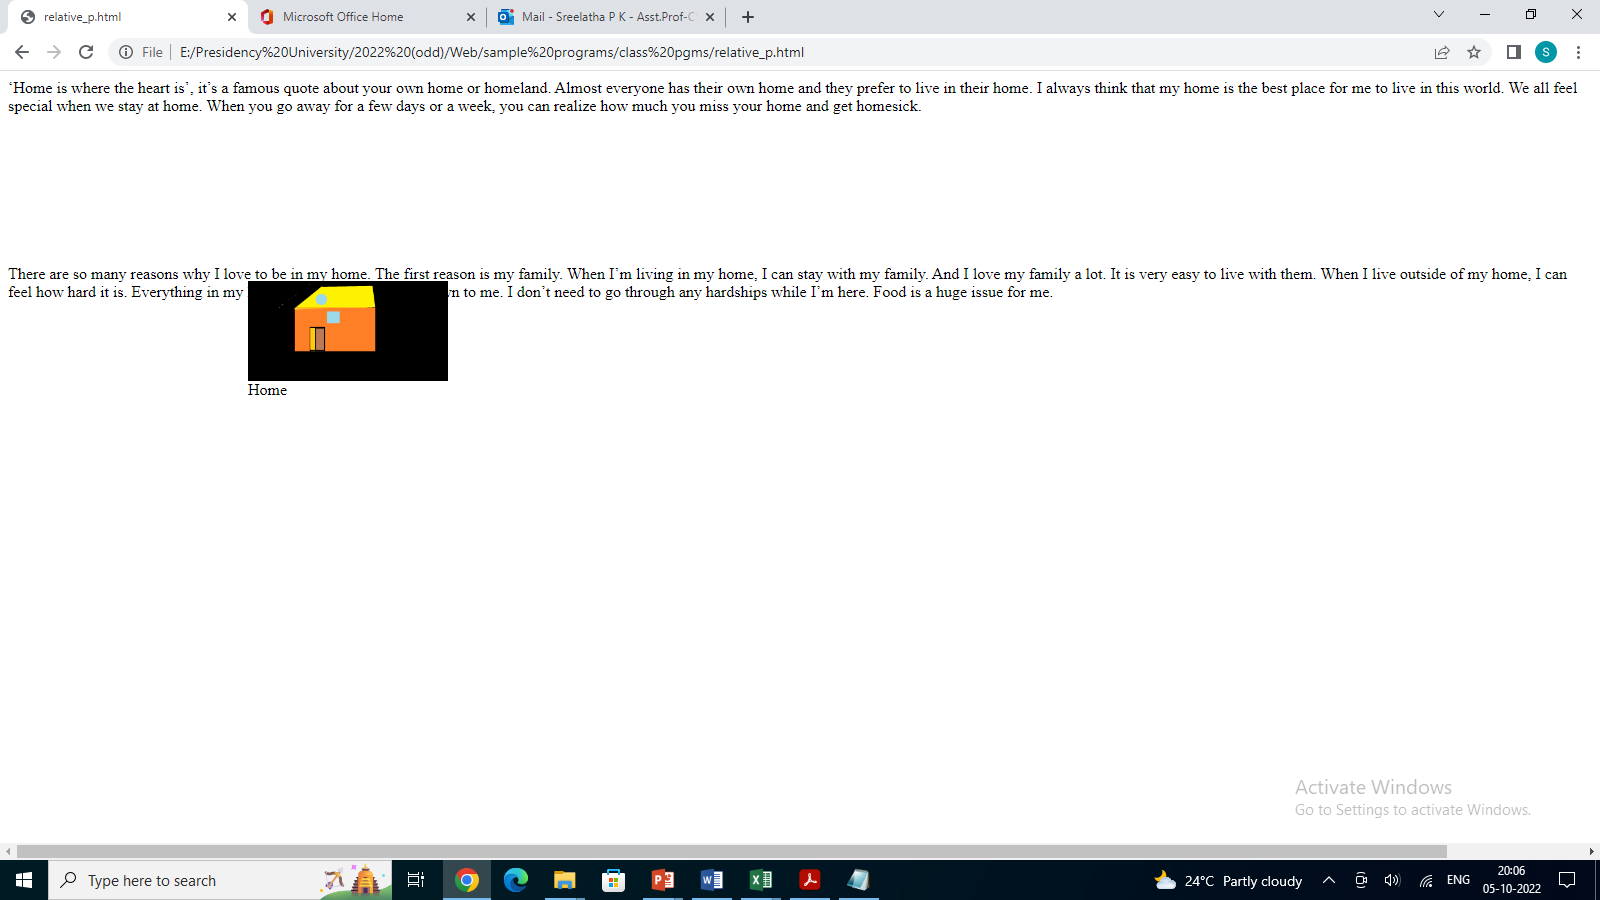 relative_p.html
Microsoft Office Home
Mail - Sreelatha P K - Asst.Prof-C
File
E:/Presidency%20University/2022%20(odd)/Web/sample%20programs/class%20pgms/relative_p.html
S
‘Home is where the heart is’, it’s a famous quote about your own home or homeland. Almost everyone has their own home and they prefer to live in their home. I always think that my home is the best place for me to live in this world. We all feel
special when we stay at home. When you go away for a few days or a week, you can realize how much you miss your home and get homesick.
There are so many reasons why I love to be in my home. The first reason is my family. When I’m living in my home, I can stay with my family. And I love my family a lot. It is very easy to live with them. When I live outside of my home, I can
feel how hard it is. Everything in my to me. I don’t need to go through any hardships while I’m here. Food is a huge issue for me.
Home
Activate Windows
Go to Settings to activate Windows.
Type here to search
24°C Partly cloudy
ENG
20:06
05-10-2022